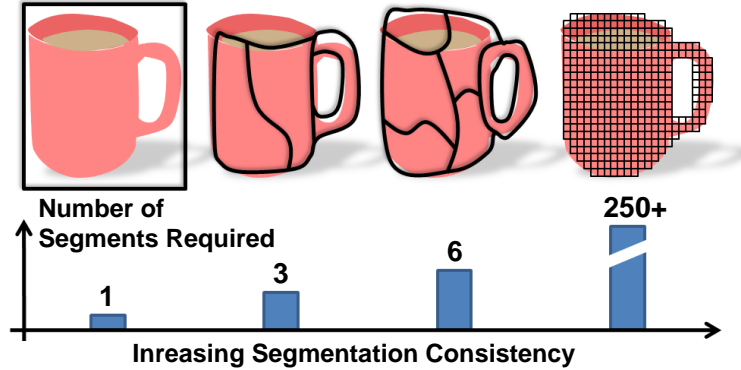 Number of
Segments Required
1
3
6
250+
Inreasing Segmentation Consistency